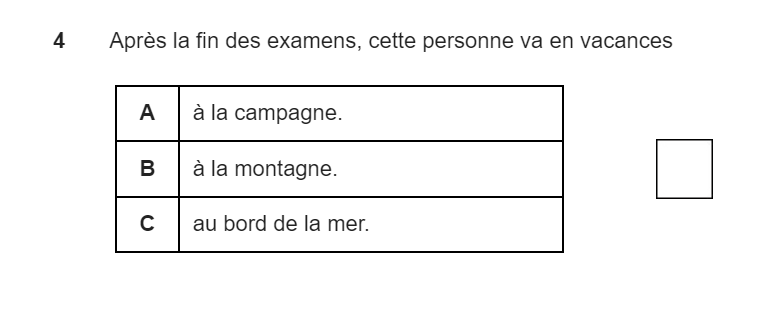 4 Après la fin des examens, cette personne va en vacances
A à la campagne.
B à la montagne.
C au bord de la mer.